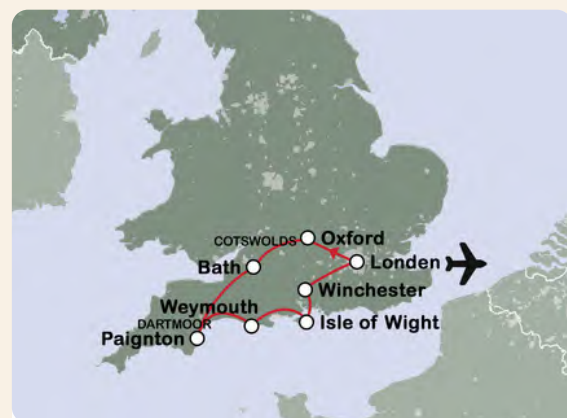 COTSWOLDS Oxford
Londen
Bath
Winchester
Weymouth
DARTMOOR
Isle of Wight
Paignton